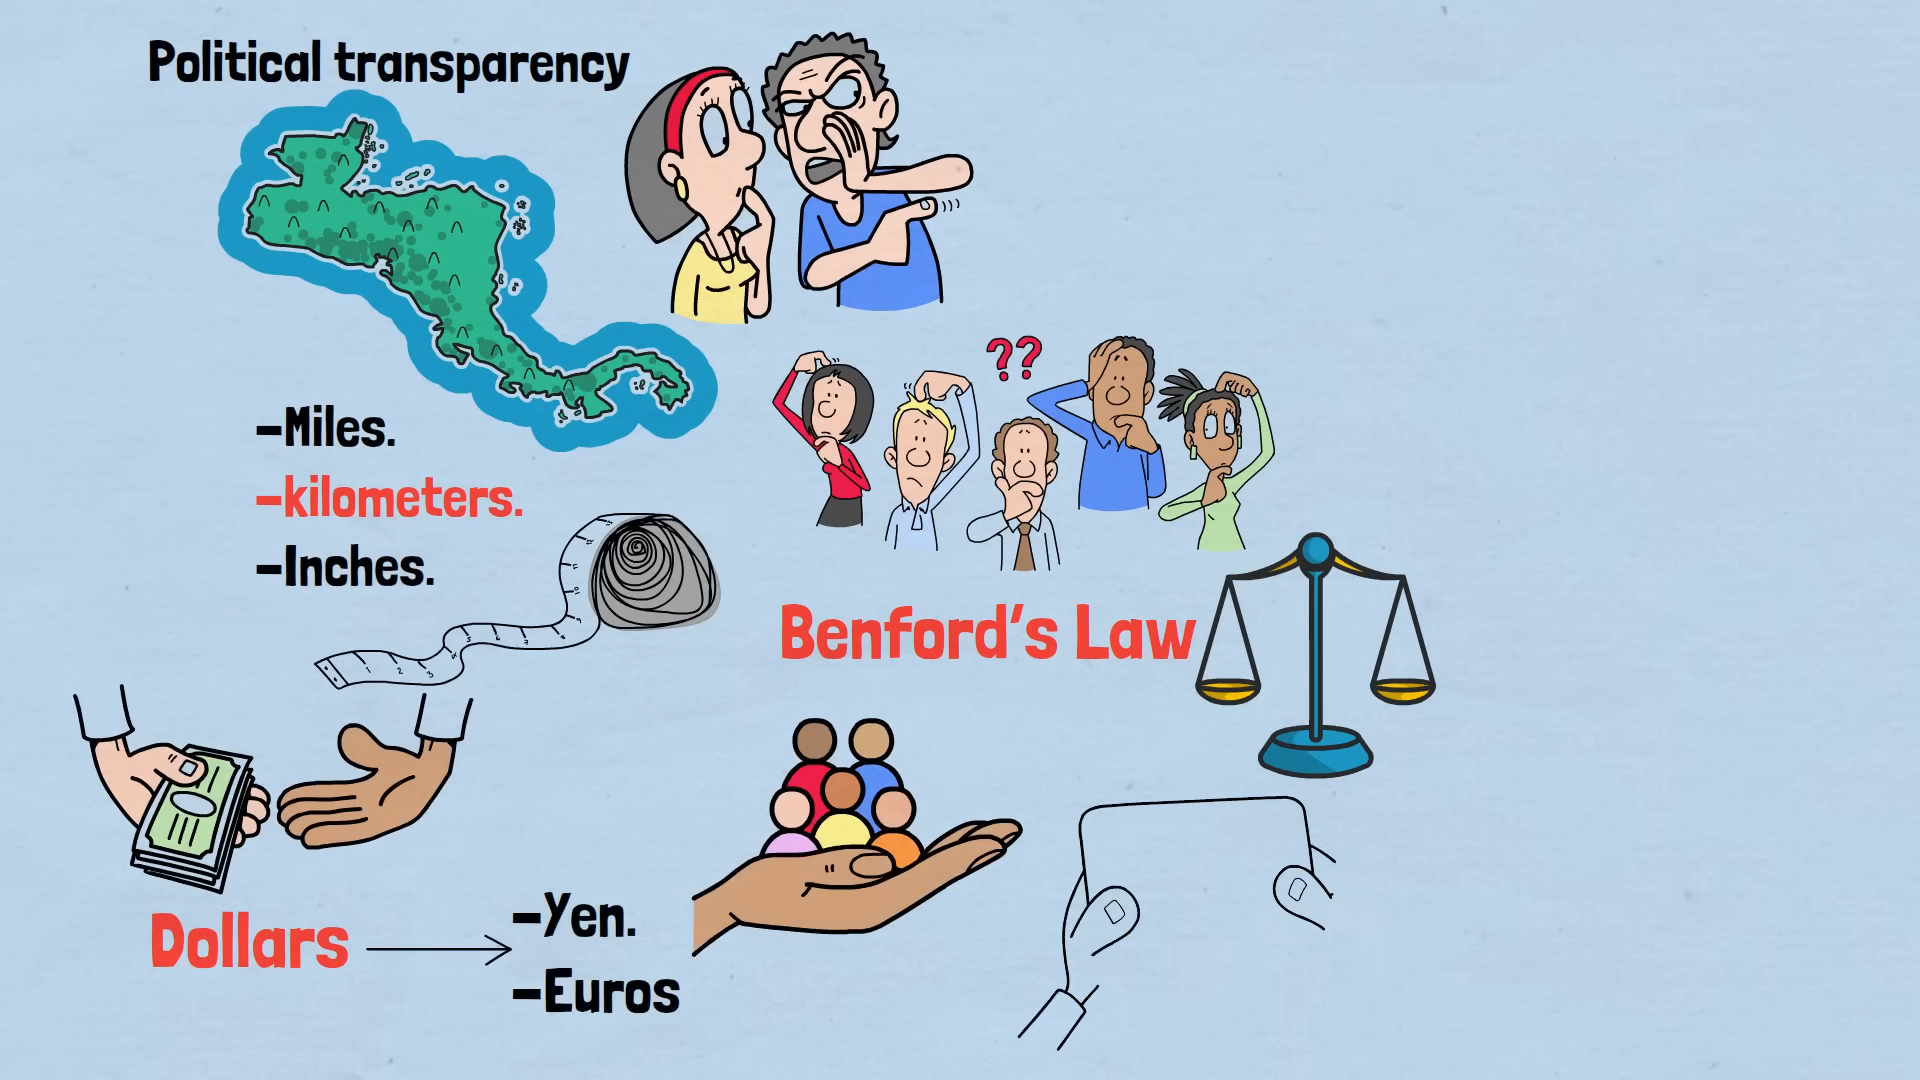 Political transparency
–Miles.
–kilometers.
–Inches.
??
Benford's Law
Dollars
–Yen.
–Euros